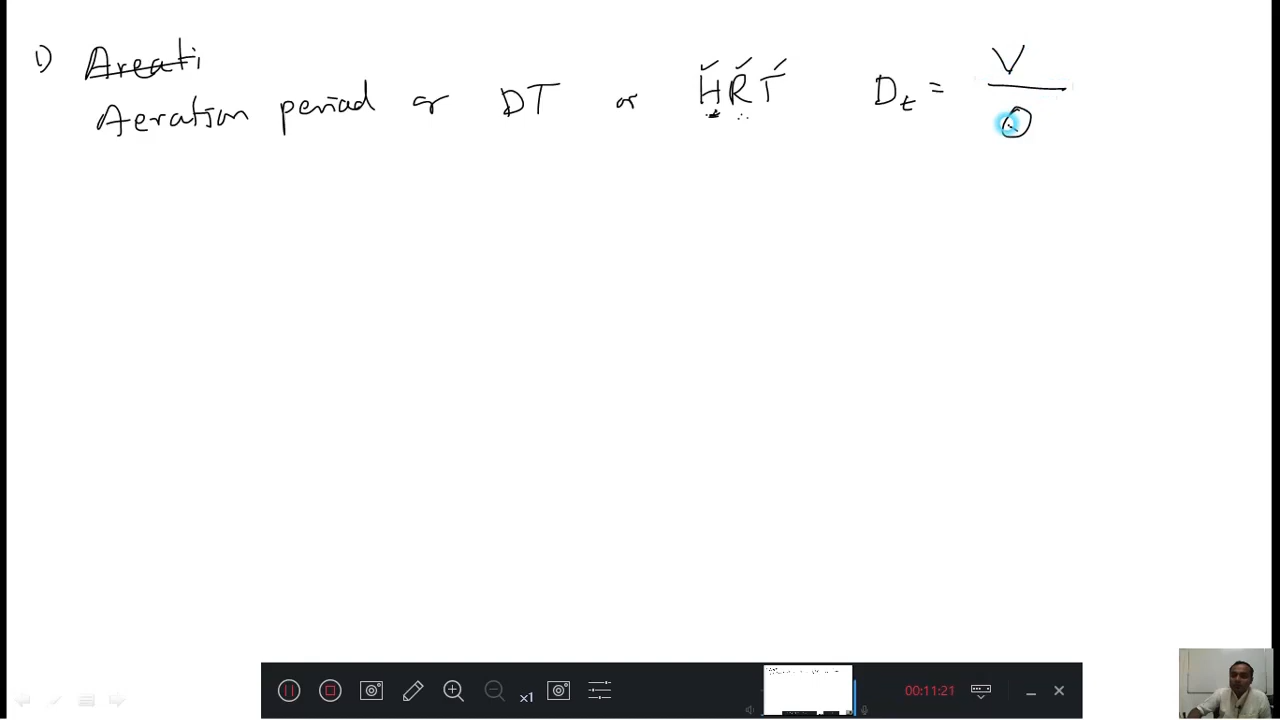 1) Areati
Aeration period or DT or HRT Dt = V / Q
x1 00:11:21